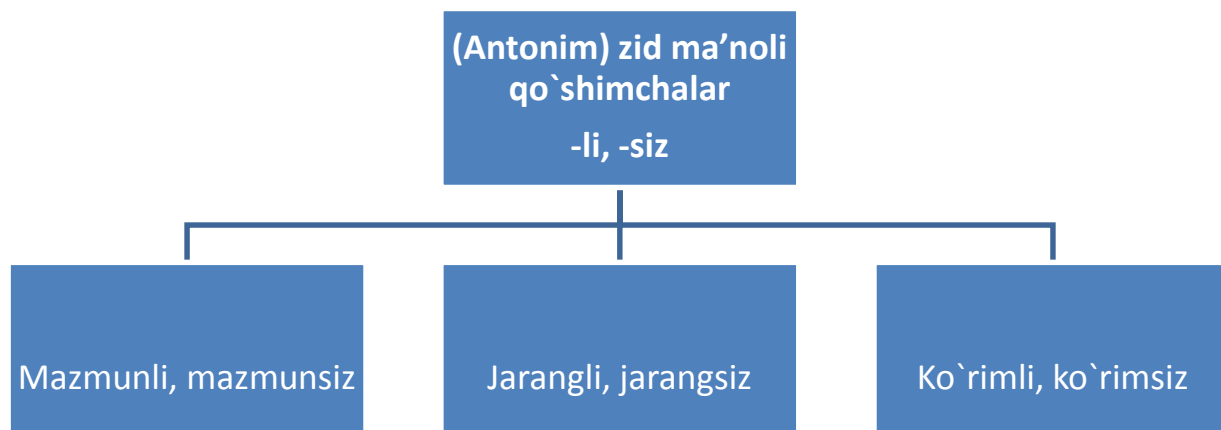 (Antonim) zid ma’noli
qo`shimchalar
-li, -siz
Mazmunli, mazmunsiz
Jarangli, jarangsiz
Ko`rimli, ko`rimsiz